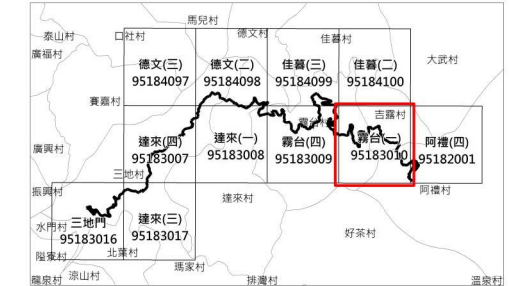 馬兒村
泰山村
口社村
德文村
佳暮村
廣福村
大武村
德文(三)
95184097
德文(二)
95184098
佳暮(三)
95184099
佳暮(二)
95184100
賽嘉村
吉露村
霧台村
廣興村
達來(四)
95183007
達來(一)
95183008
霧台(四)
95183009
霧台(一)
95183010
阿禮(四)
95182001
三地村
振興村
達來村
阿禮村
水門村
三地門
95183016
達來(三)
95183017
好茶村
隘寮村
北葉村
瑪家村
龍泉村
涼山村
排灣村
溫泉村